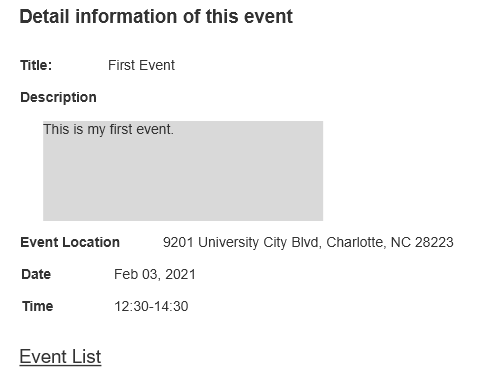 Detail information of this event
Title: First Event
Description
This is my first event.
Event Location 9201 University City Blvd, Charlotte, NC 28223
Date Feb 03, 2021
Time 12:30-14:30
Event List